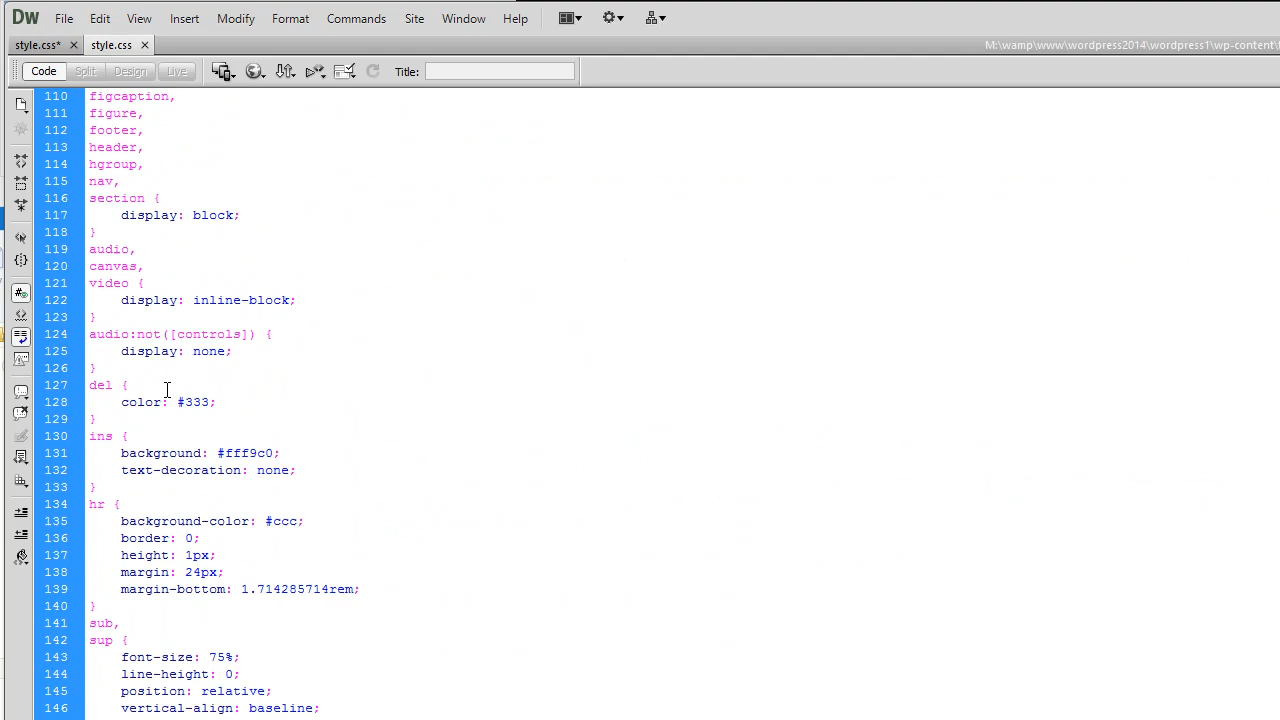 Dw File Edit View Insert Modify Format Commands Site Window Help
style.css* style.css M:\wamp\www\wordpress2014\wordpress1\wp-content\
Code Split Design Live Title:
110 figcaption,
111 figure,
112 footer,
113 header,
114 hgroup,
115 nav,
116 section {
117 display: block;
118 }
119 audio,
120 canvas,
121 video {
122 display: inline-block;
123 }
124 audio:not([controls]) {
125 display: none;
126 }
127 del {
128 color: #333;
129 }
130 ins {
131 background: #fff9c0;
132 text-decoration: none;
133 }
134 hr {
135 background-color: #ccc;
136 border: 0;
137 height: 1px;
138 margin: 24px;
139 margin-bottom: 1.714285714rem;
140 }
141 sub,
142 sup {
143 font-size: 75%;
144 line-height: 0;
145 position: relative;
146 vertical-align: baseline;